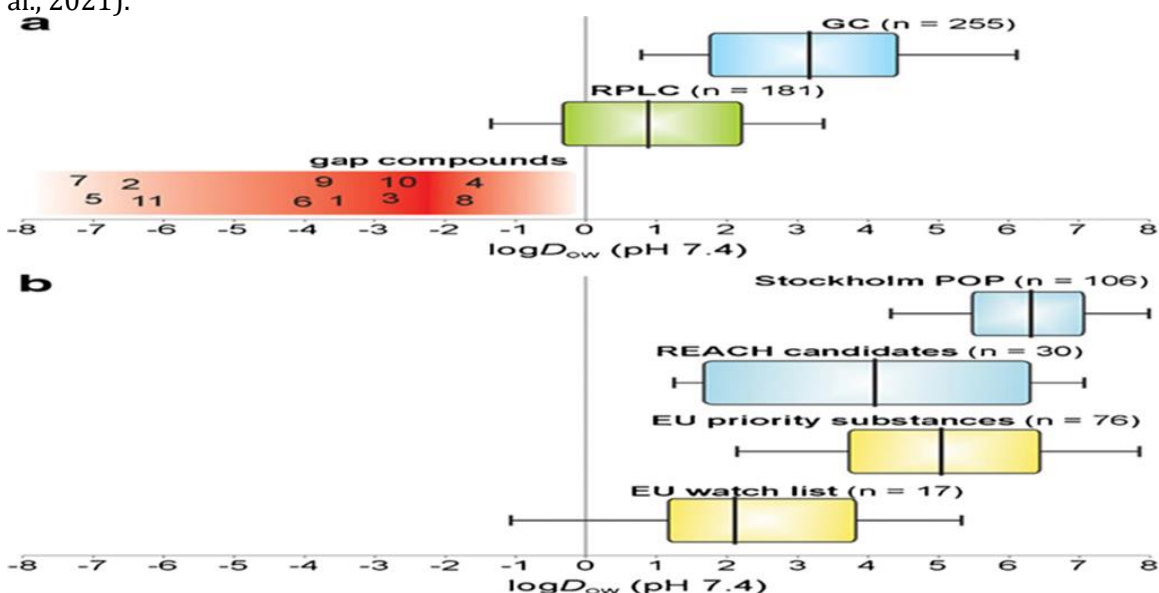 al., 2021).
a
GC (n = 255)
RPLC (n = 181)
gap compounds
7 2 9 10 4
5 11 6 1 3 8
-8 -7 -6 -5 -4 -3 -2 -1 0 1 2 3 4 5 6 7 8
logDow (pH 7.4)
b
Stockholm POP (n = 106)
REACH candidates (n = 30)
EU priority substances (n = 76)
EU watch list (n = 17)
-8 -7 -6 -5 -4 -3 -2 -1 0 1 2 3 4 5 6 7 8
logDow (pH 7.4)